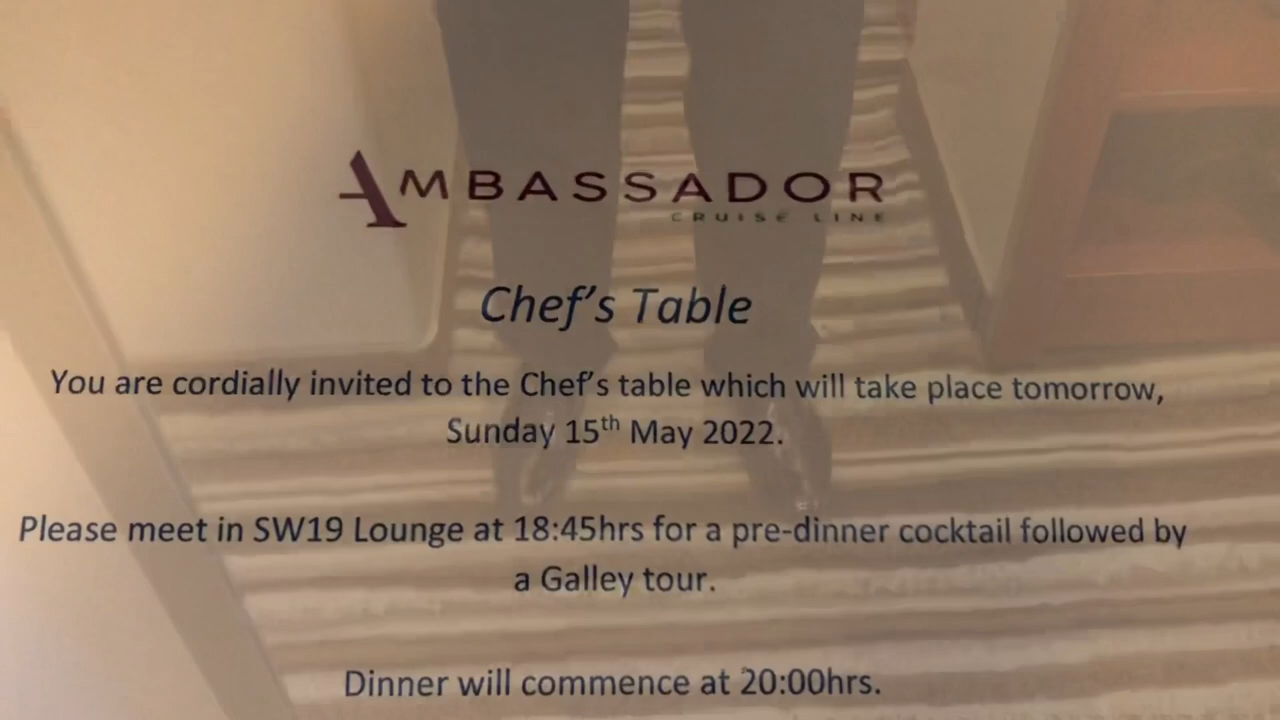 AMBASSADOR
CRUISE LINE
Chef's Table
You are cordially invited to the Chef's table which will take place tomorrow,
Sunday 15th May 2022.
Please meet in SW19 Lounge at 18:45hrs for a pre-dinner cocktail followed by
a Galley tour.
Dinner will commence at 20:00hrs.